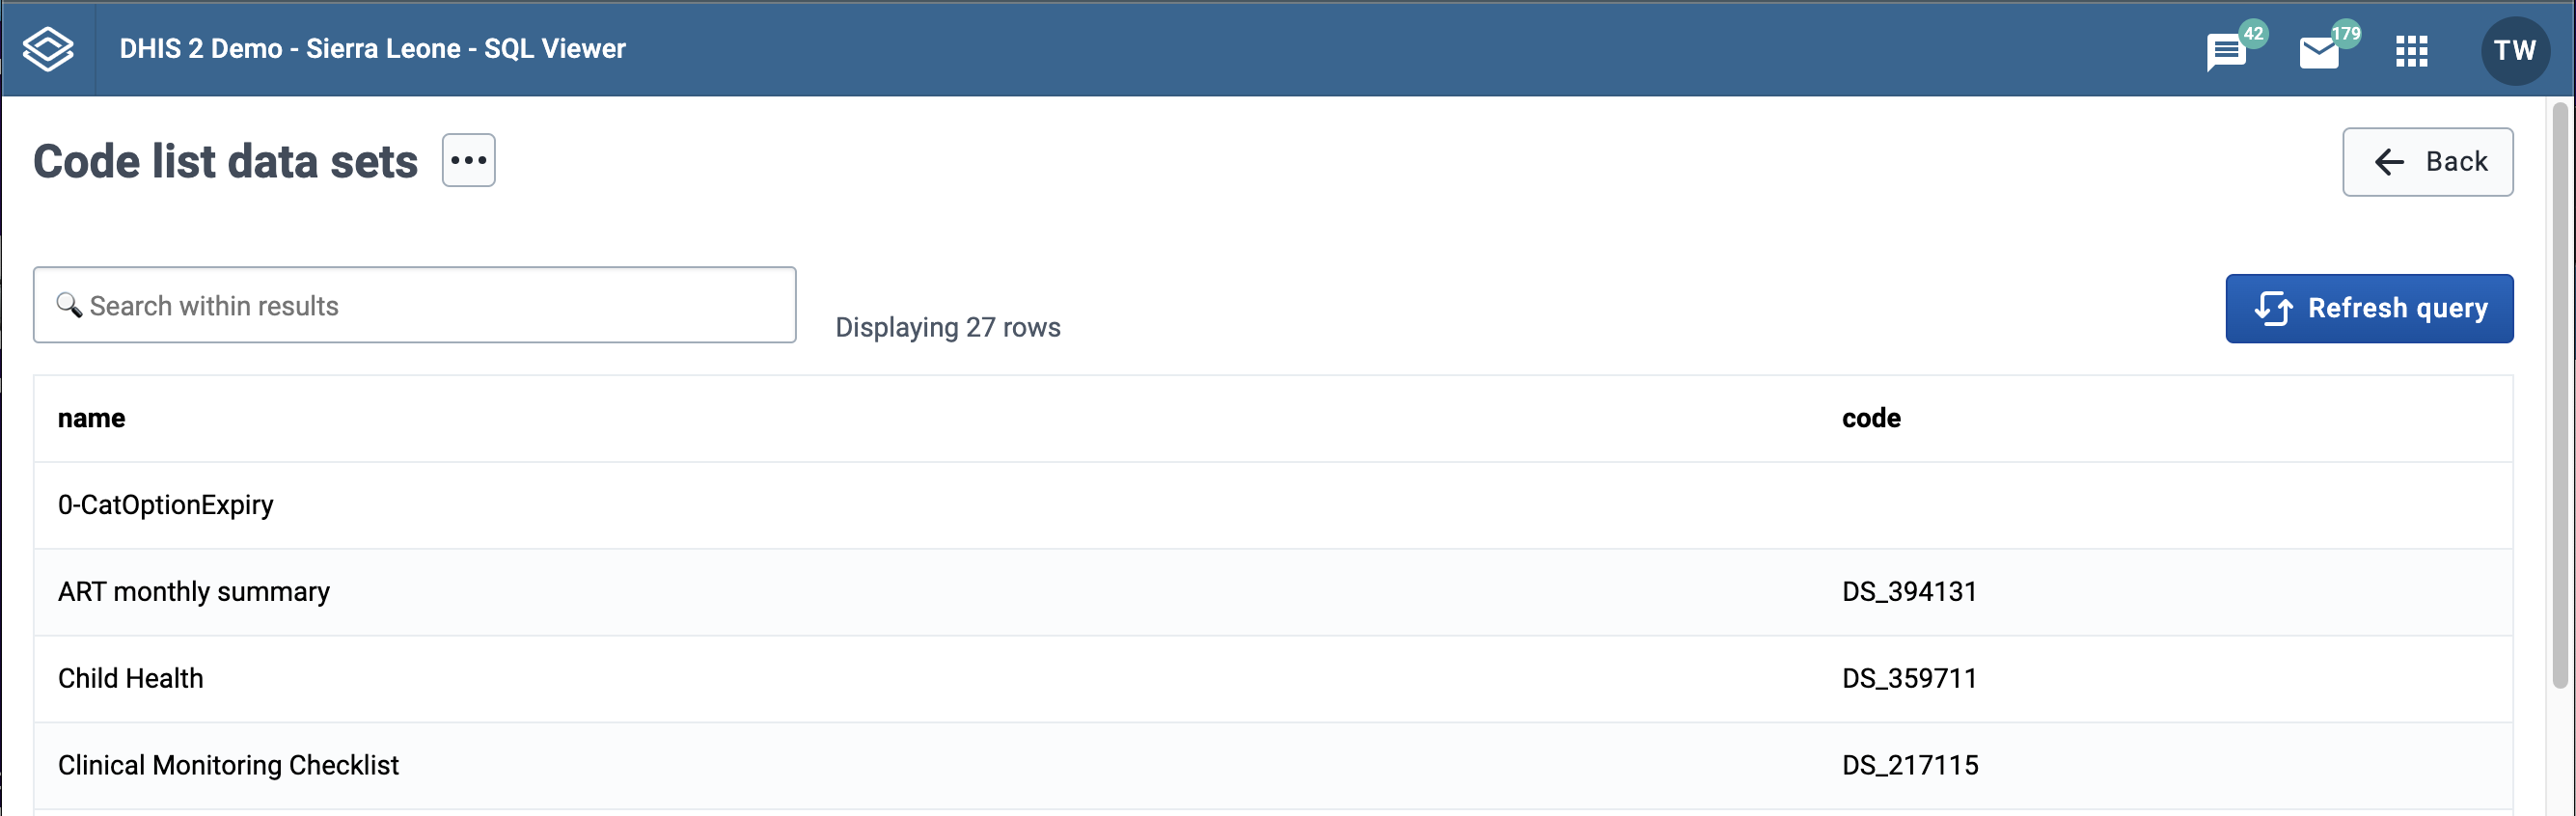 DHIS 2 Demo - Sierra Leone - SQL Viewer
42
179
TW
Code list data sets
Back
Search within results
Displaying 27 rows
Refresh query
name code
0-CatOptionExpiry
ART monthly summary DS_394131
Child Health DS_359711
Clinical Monitoring Checklist DS_217115